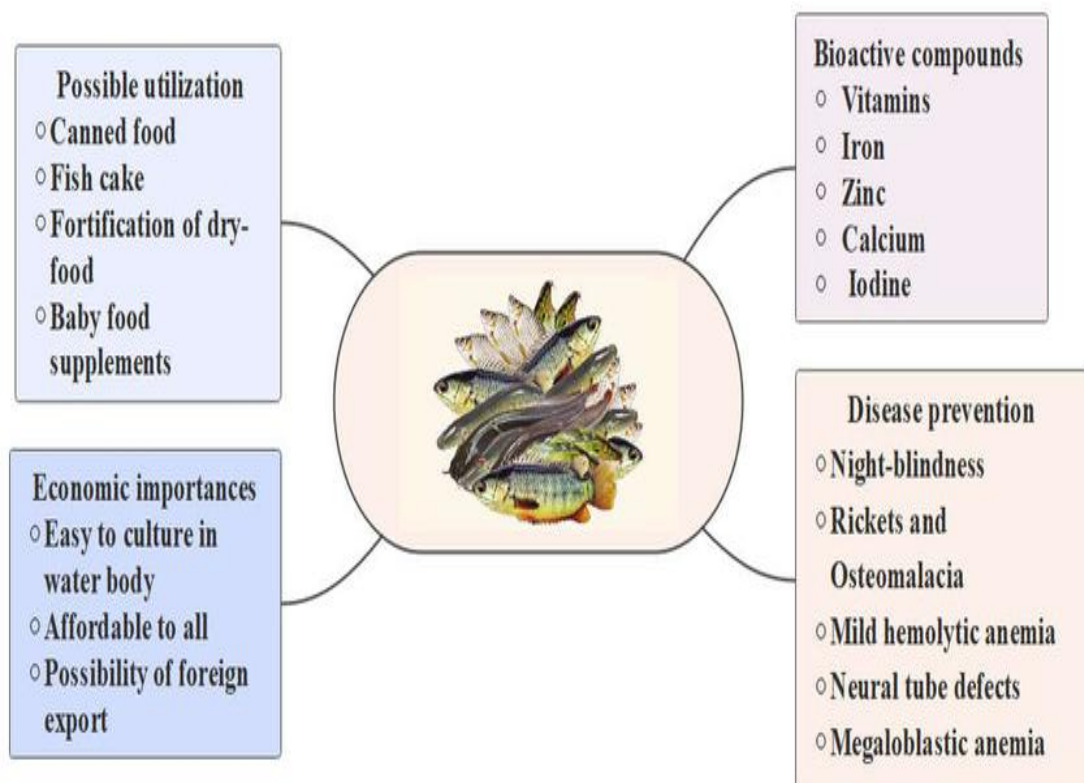 Possible utilization
○ Canned food
○ Fish cake
○ Fortification of dry-
food
○ Baby food
supplements
Economic importances
○ Easy to culture in
water body
○ Affordable to all
○ Possibility of foreign
export
Bioactive compounds
○ Vitamins
○ Iron
○ Zinc
○ Calcium
○ Iodine
Disease prevention
○ Night-blindness
○ Rickets and
Osteomalacia
○ Mild hemolytic anemia
○ Neural tube defects
○ Megaloblastic anemia